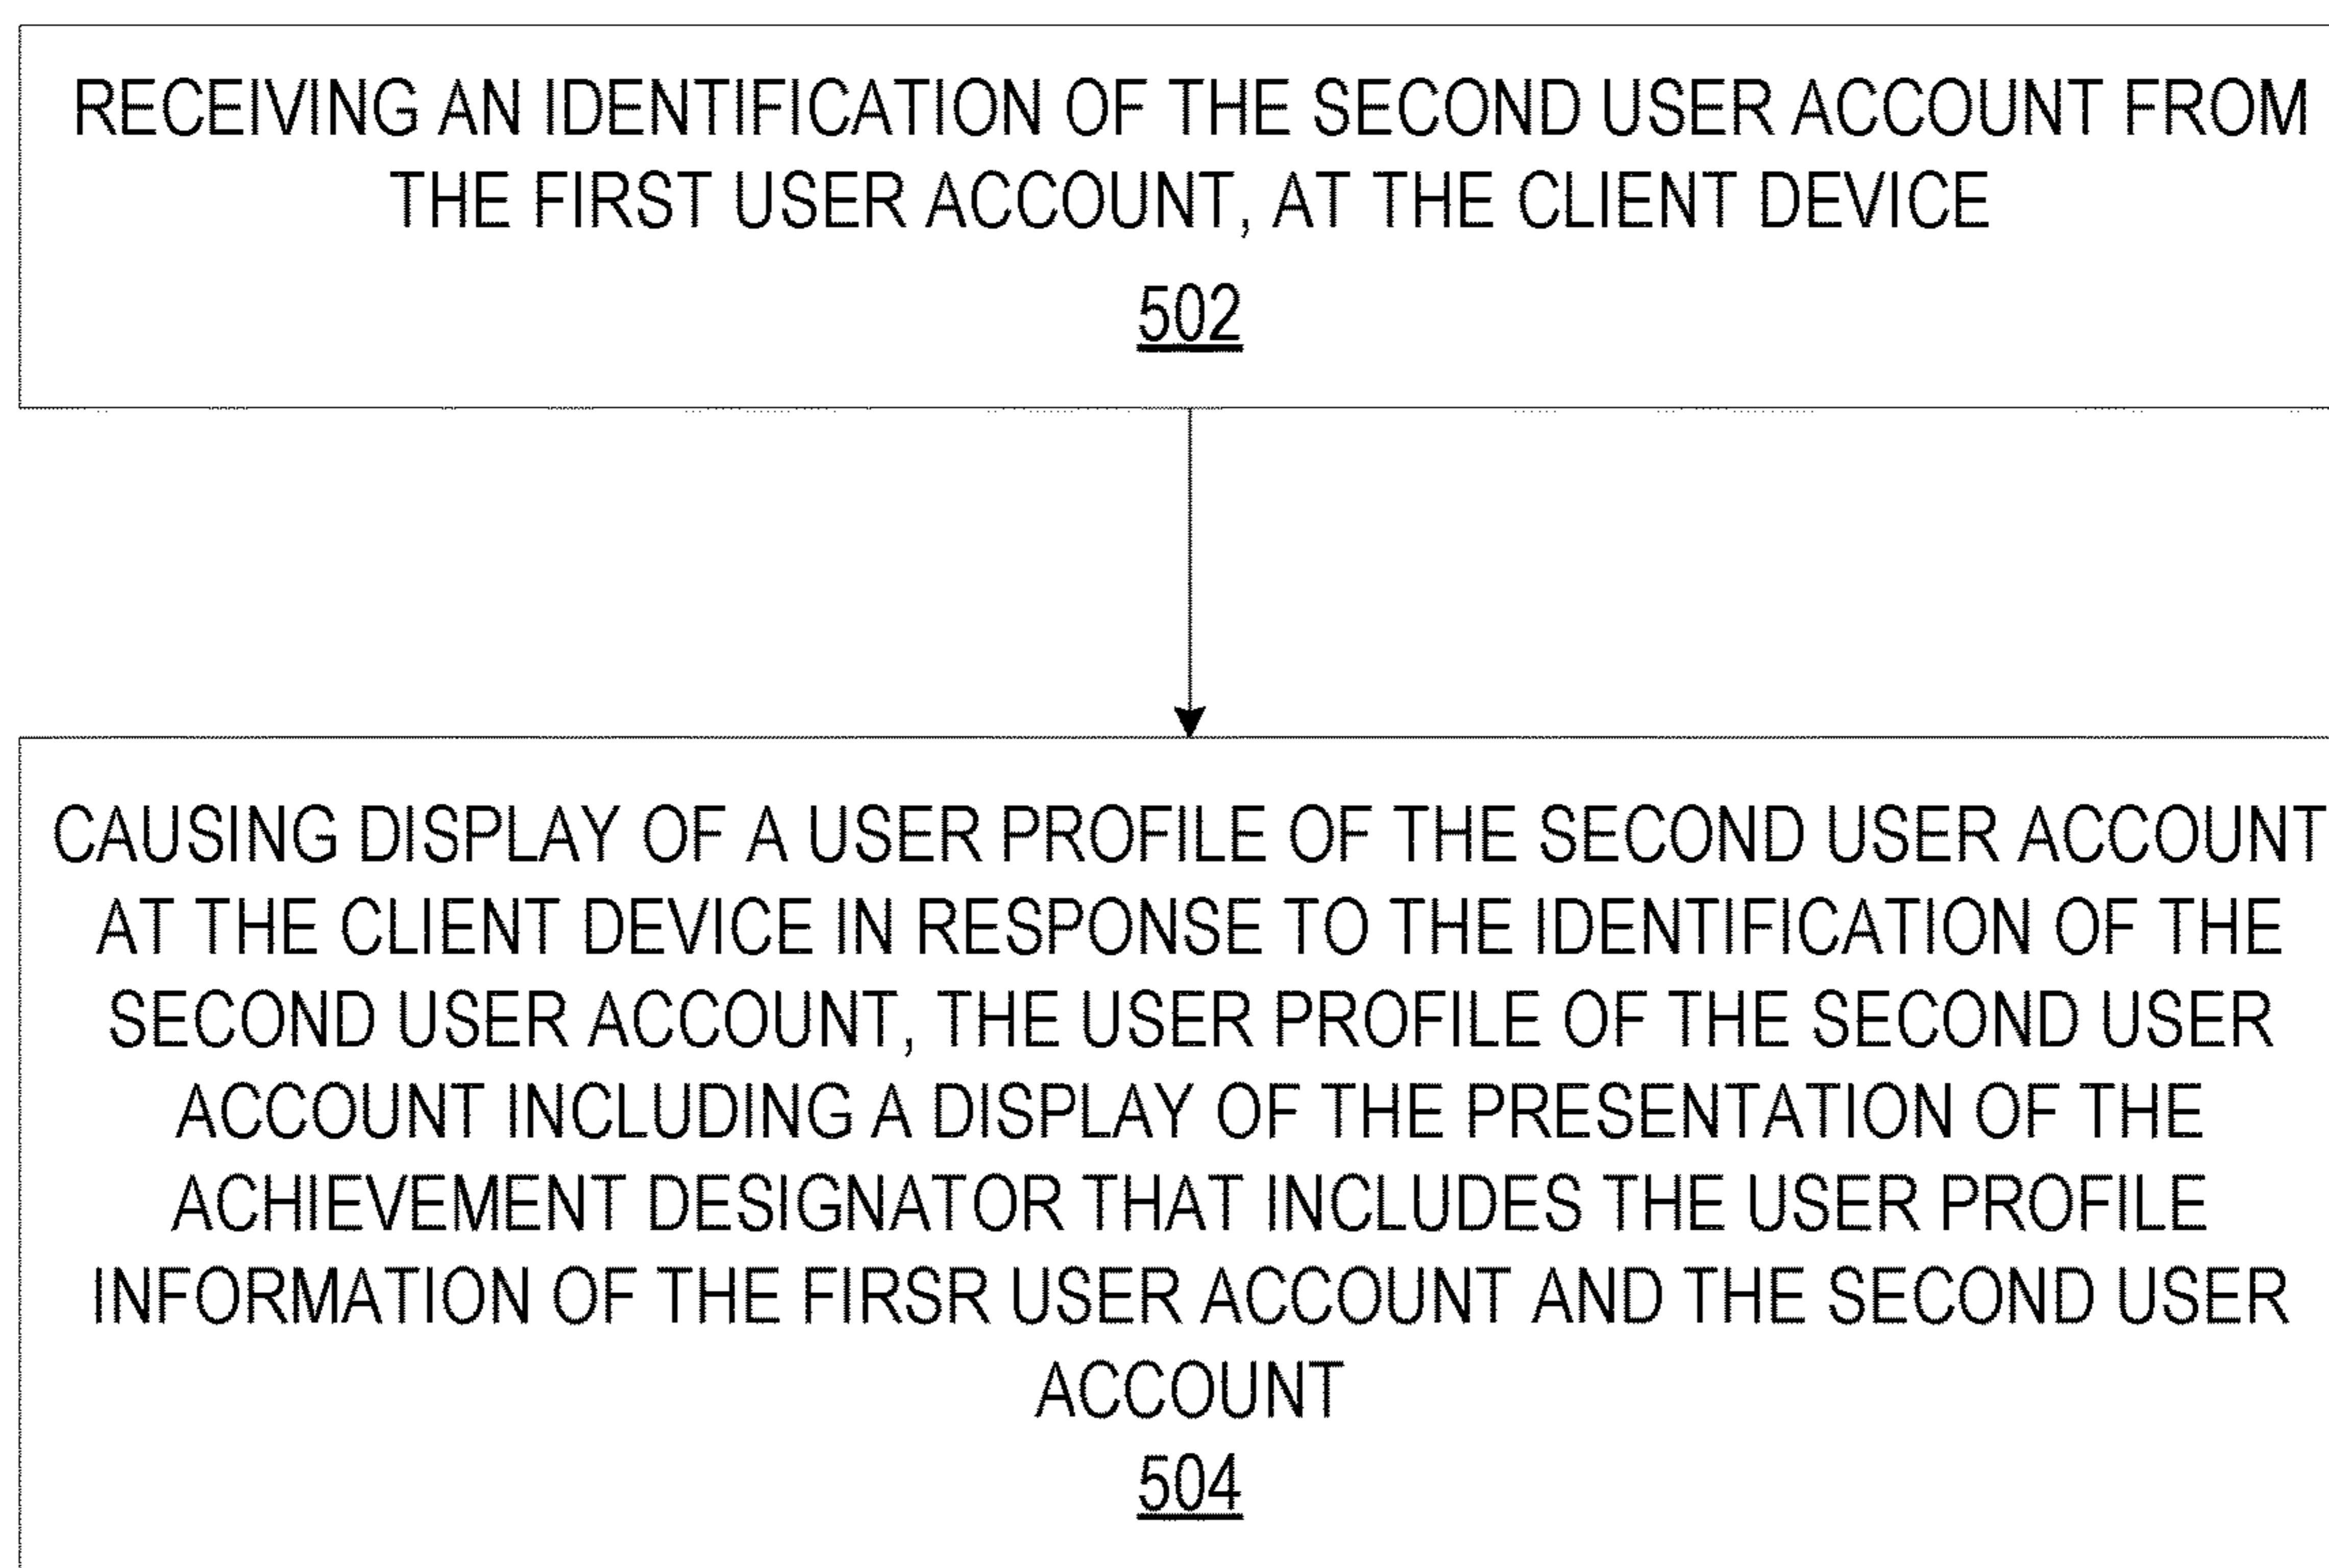 RECEIVING AN IDENTIFICATION OF THE SECOND USER ACCOUNT FROM
THE FIRST USER ACCOUNT, AT THE CLIENT DEVICE
502
CAUSING DISPLAY OF A USER PROFILE OF THE SECOND USER ACCOUNT
AT THE CLIENT DEVICE IN RESPONSE TO THE IDENTIFICATION OF THE
SECOND USER ACCOUNT, THE USER PROFILE OF THE SECOND USER
ACCOUNT INCLUDING A DISPLAY OF THE PRESENTATION OF THE
ACHIEVEMENT DESIGNATOR THAT INCLUDES THE USER PROFILE
INFORMATION OF THE FIRSR USER ACCOUNT AND THE SECOND USER
ACCOUNT
504